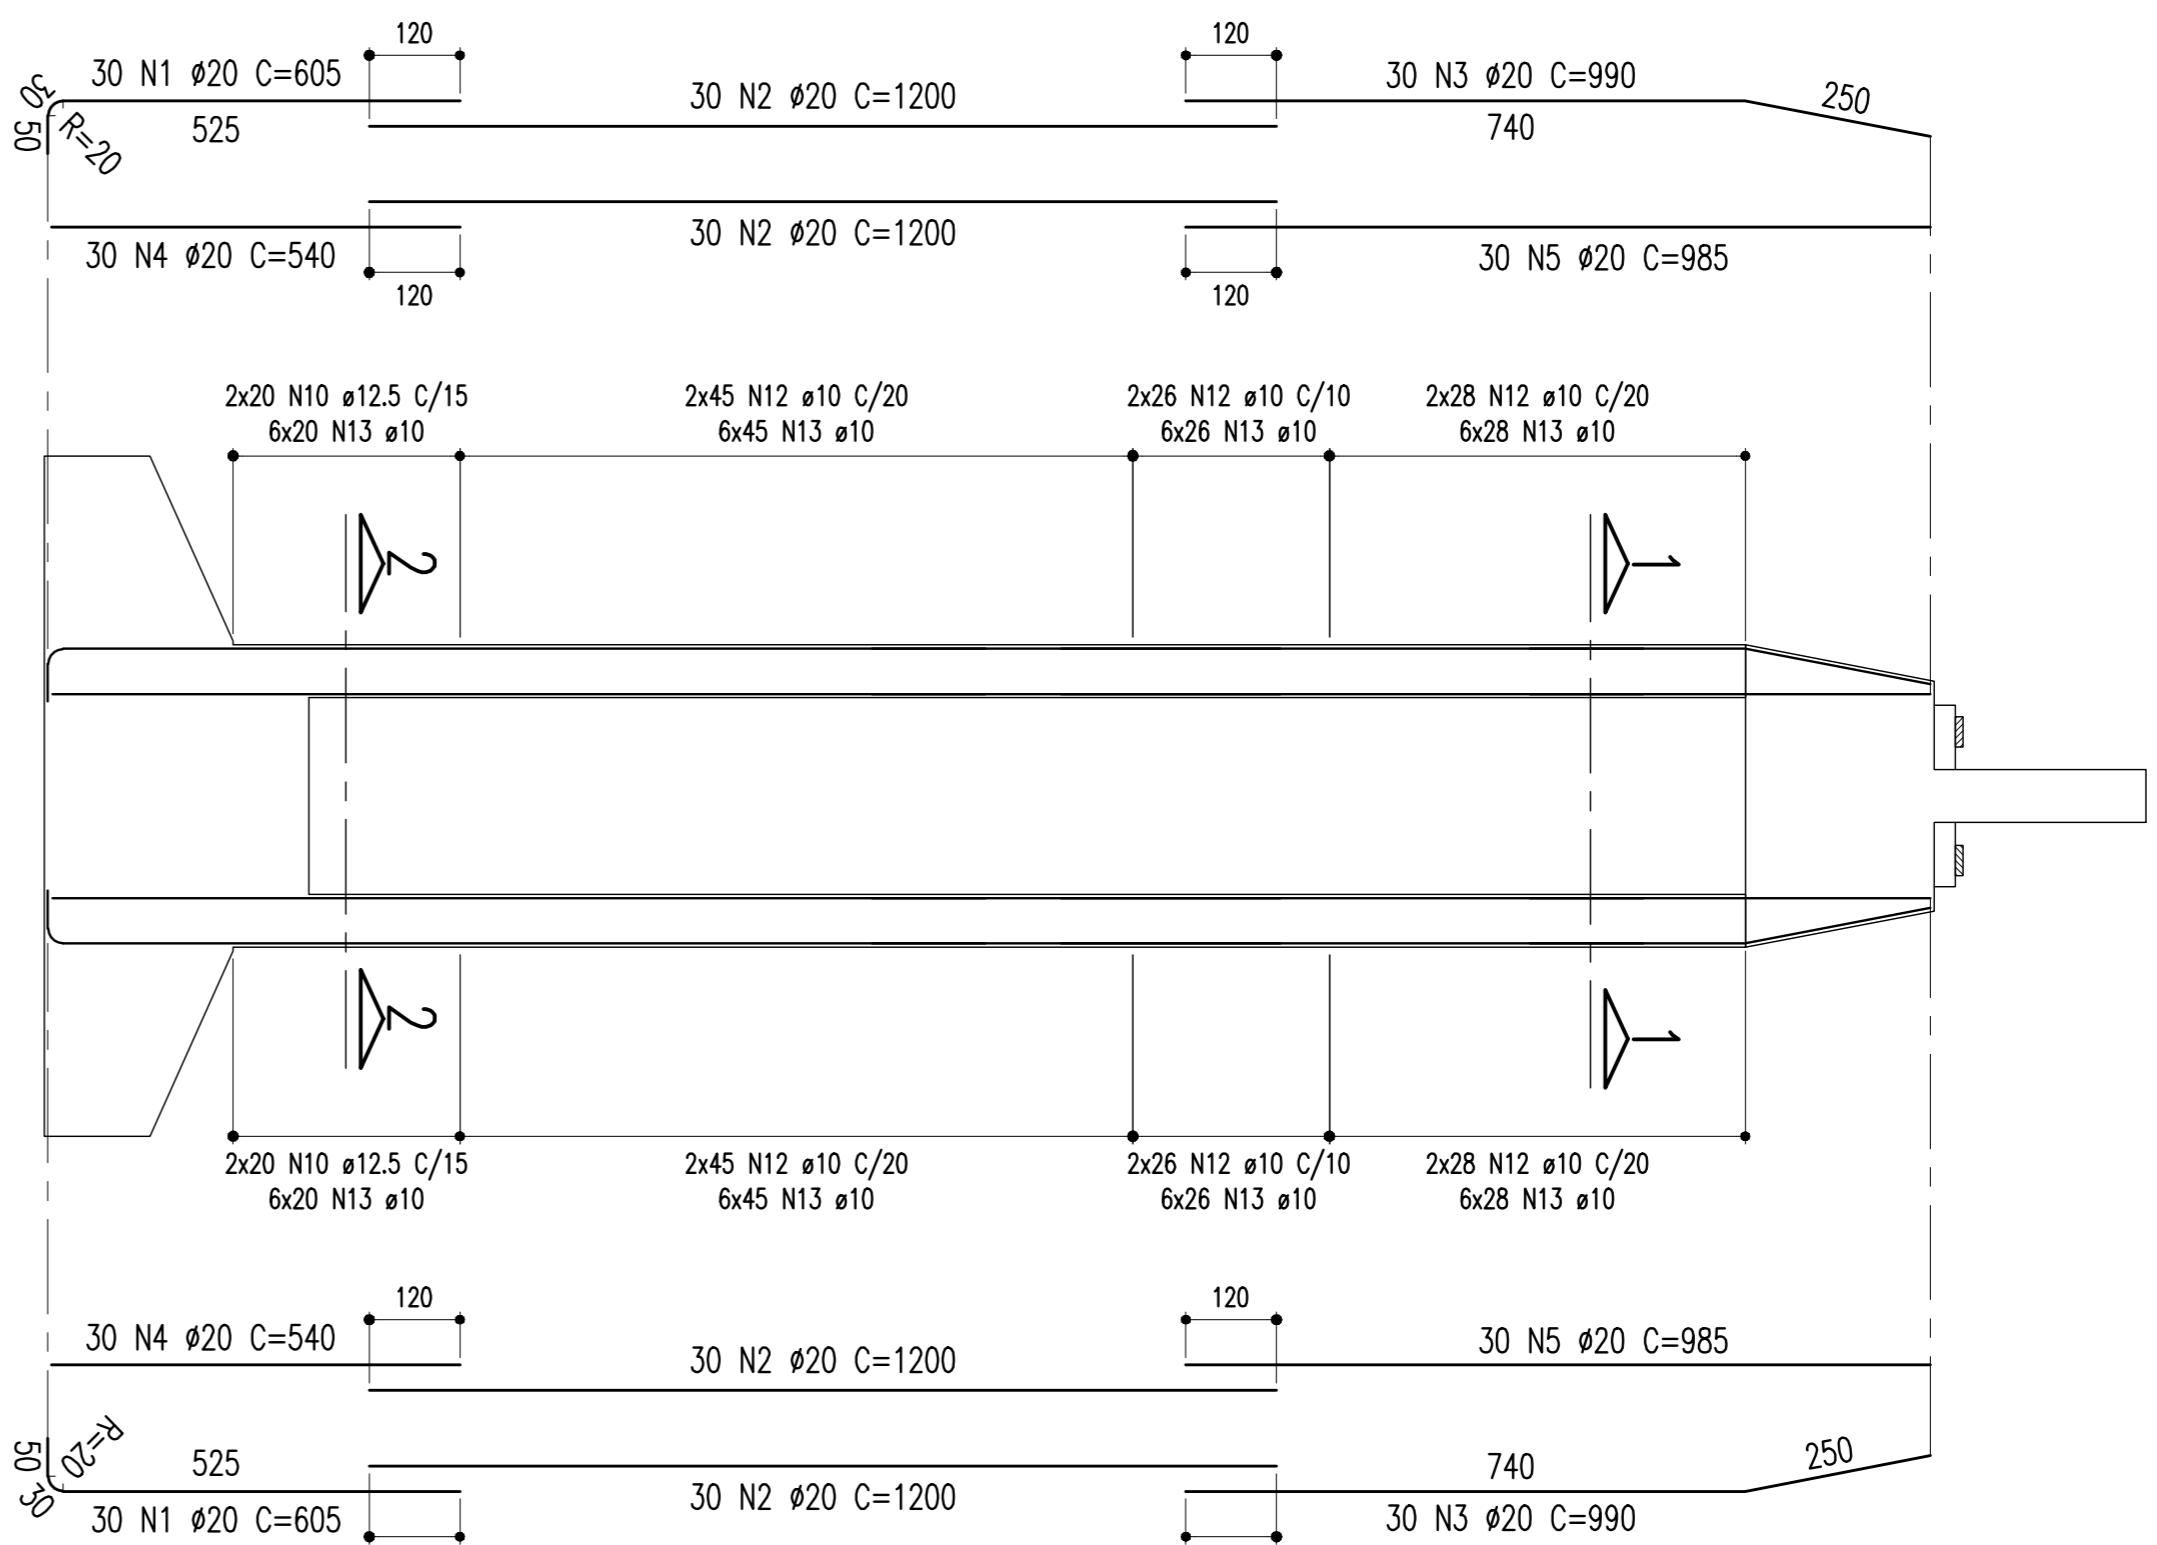 120
120
30 N1 ø20 C=605
30 N2 ø20 C=1200
30 N3 ø20 C=990
250
30
50
R=20
525
740
30 N4 ø20 C=540
30 N2 ø20 C=1200
30 N5 ø20 C=985
120
120
2x20 N10 ø12.5 C/15
6x20 N13 ø10
2x45 N12 ø10 C/20
6x45 N13 ø10
2x26 N12 ø10 C/10
6x26 N13 ø10
2x28 N12 ø10 C/20
6x28 N13 ø10
2
1
2
1
2x20 N10 ø12.5 C/15
6x20 N13 ø10
2x45 N12 ø10 C/20
6x45 N13 ø10
2x26 N12 ø10 C/10
6x26 N13 ø10
2x28 N12 ø10 C/20
6x28 N13 ø10
120
120
30 N4 ø20 C=540
30 N2 ø20 C=1200
30 N5 ø20 C=985
R=20
50
30
525
740
250
30 N1 ø20 C=605
30 N2 ø20 C=1200
30 N3 ø20 C=990